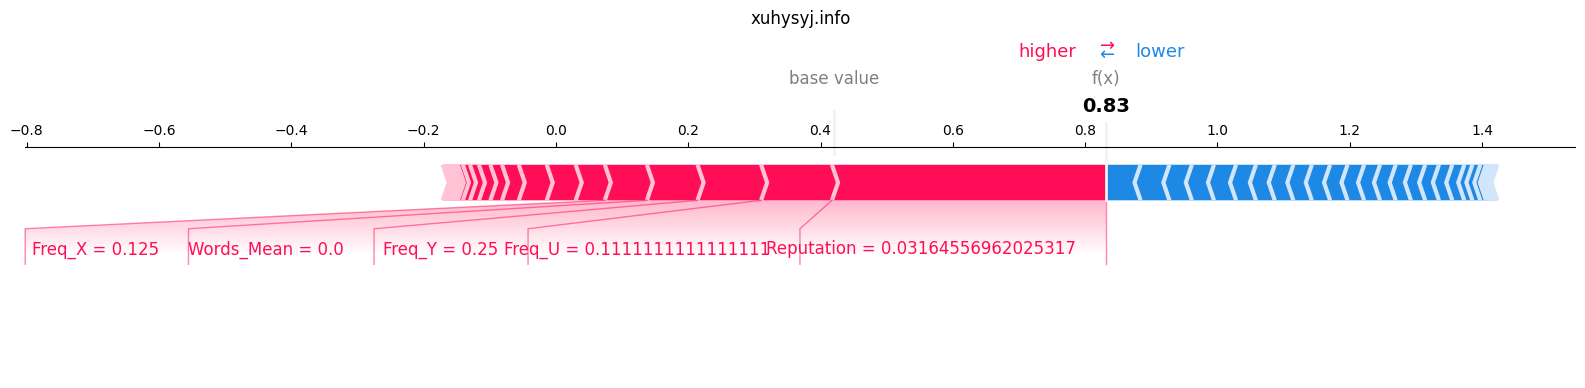 xuhysyj.info
higher ⇄ lower
base value f(x)
0.83
−0.8 −0.6 −0.4 −0.2 0.0 0.2 0.4 0.6 0.8 1.0 1.2 1.4
Freq_X = 0.125 Words_Mean = 0.0 Freq_Y = 0.25 Freq_U = 0.1111111111111111 Reputation = 0.03164556962025317